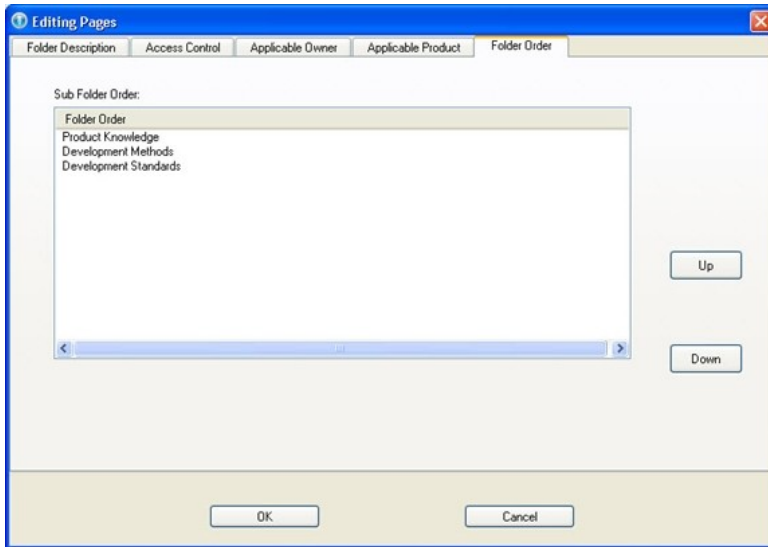 Editing Pages
Folder Description Access Control Applicable Owner Applicable Product Folder Order
Sub Folder Order:
Folder Order
Product Knowledge
Development Methods
Development Standards
Up
Down
OK Cancel